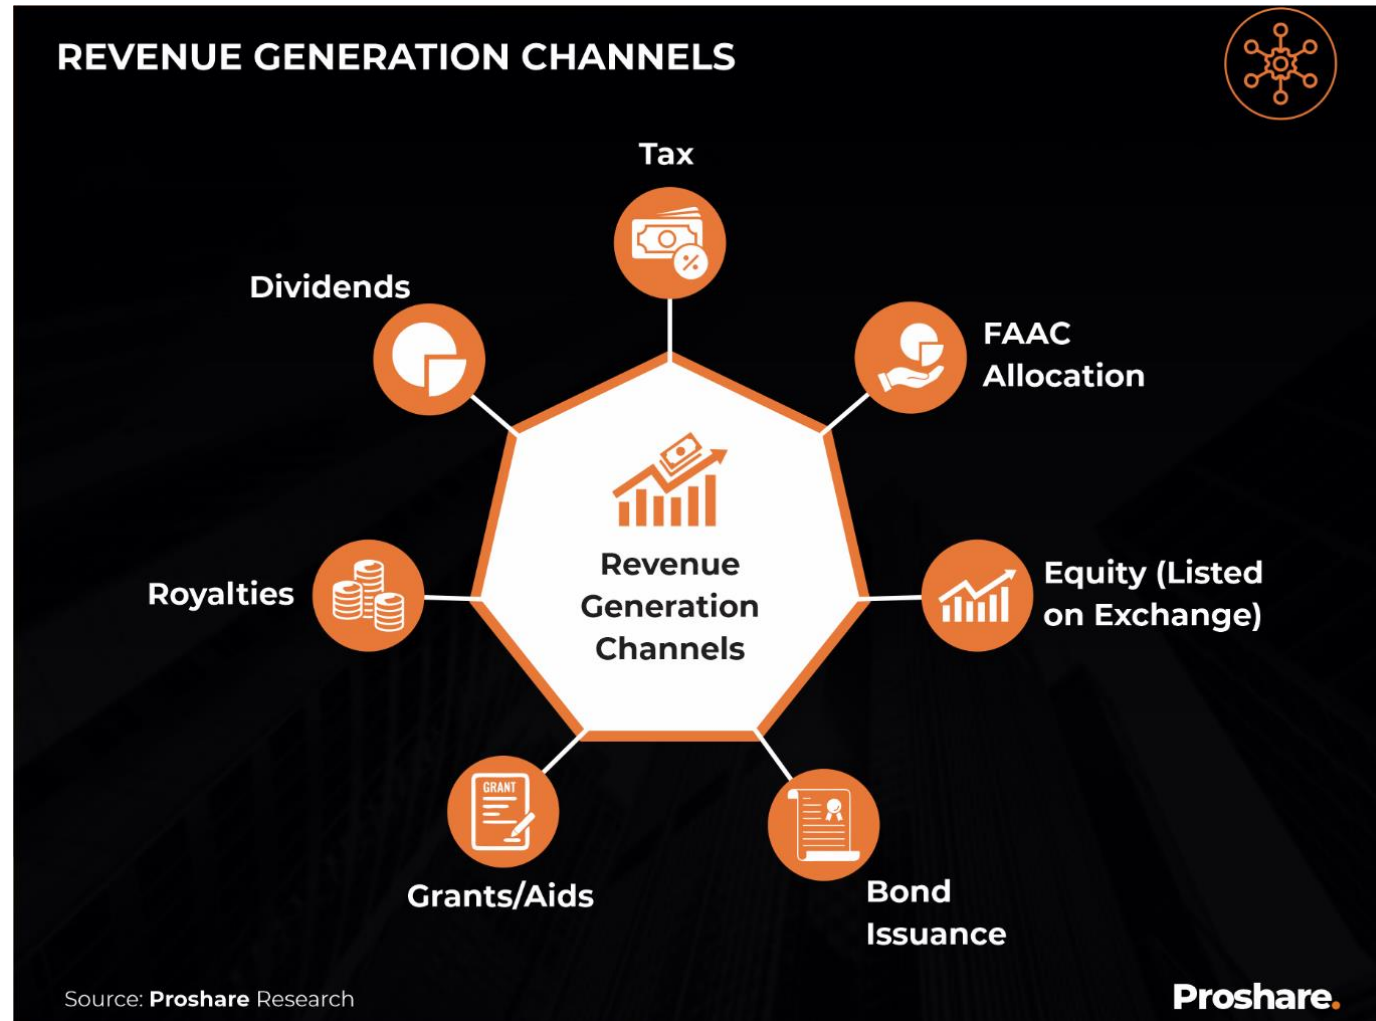 REVENUE GENERATION CHANNELS
Tax
Dividends
FAAC
Allocation
Revenue
Generation
Channels
Royalties
Equity (Listed
on Exchange)
GRANT
Grants/Aids
Bond
Issuance
Source: Proshare Research
Proshare.